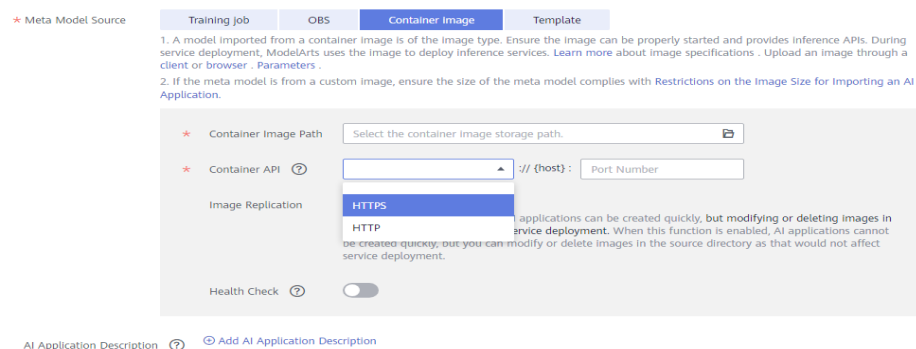 * Meta Model Source
Training job OBS Container image Template
1. A model imported from a container image is of the image type. Ensure the image can be properly started and provides inference APIs. During
service deployment, ModelArts uses the image to deploy inference services. Learn more about image specifications . Upload an image through a
client or browser . Parameters .
2. If the meta model is from a custom image, ensure the size of the meta model complies with Restrictions on the Image Size for Importing an AI
Application.
* Container Image Path Select the container image storage path.
* Container API ? :// {host} : Port Number
HTTPS
HTTP
Image Replication
applications can be created quickly, but modifying or deleting images in
ervice deployment. When this function is enabled, AI applications cannot
be created quickly, but you can modify or delete images in the source directory as that would not affect
service deployment.
Health Check ?
AI Application Description ? Add AI Application Description